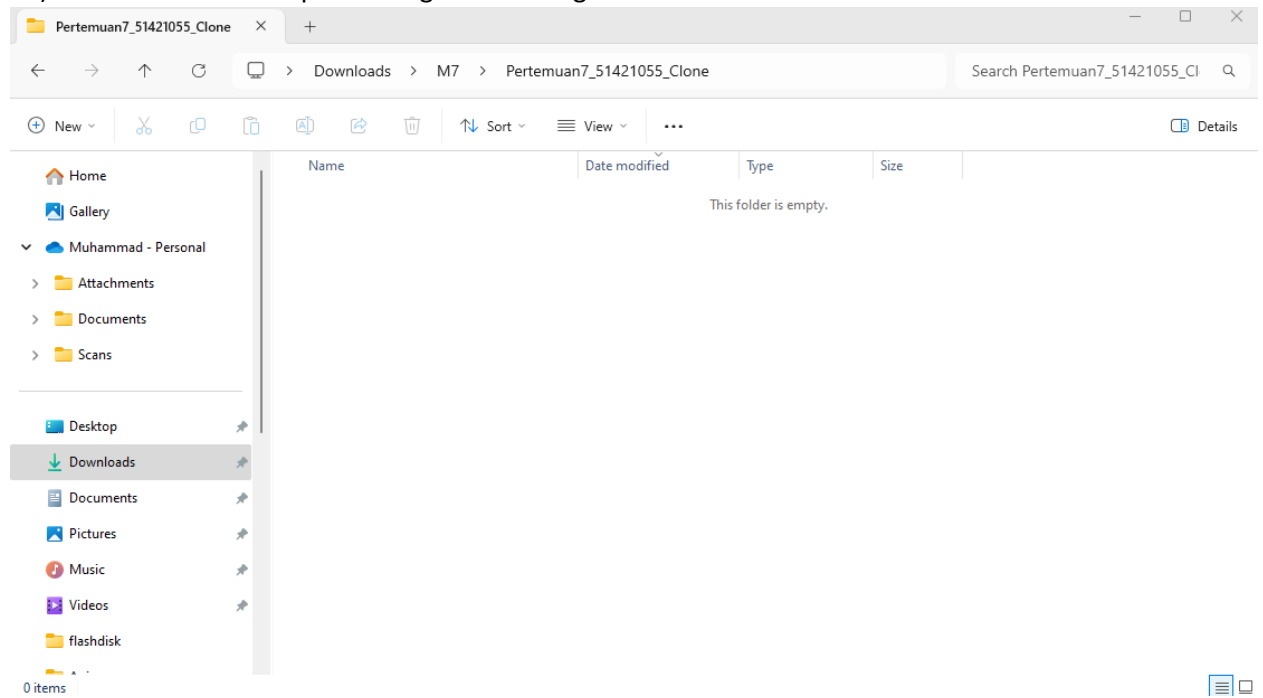 Pertemuan7_51421055_Clone
Downloads > M7 > Pertemuan7_51421055_Clone
Search Pertemuan7_51421055_Cl
New
Sort
View
Details
Name Date modified Type Size
This folder is empty.
Home
Gallery
Muhammad - Personal
Attachments
Documents
Scans
Desktop
Downloads
Documents
Pictures
Music
Videos
flashdisk
0 items